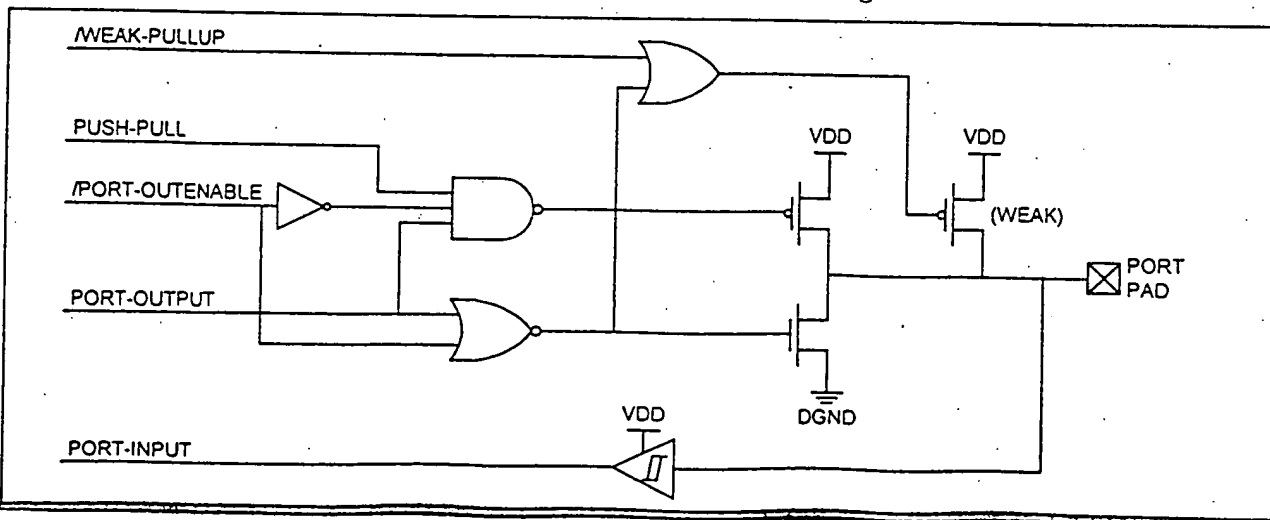 /WEAK-PULLUP
PUSH-PULL
VDD
VDD
/PORT-OUTENABLE
(WEAK)
PORT
PAD
PORT-OUTPUT
DGND
VDD
PORT-INPUT